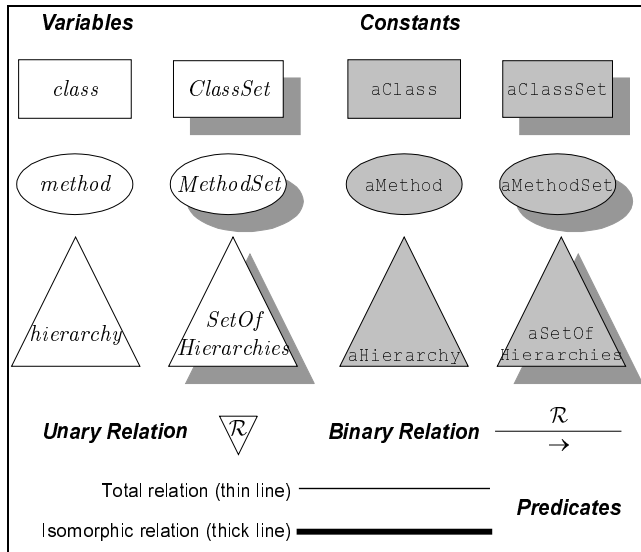 Variables Constants
class ClassSet aClass aClassSet
method MethodSet aMethod aMethodSet
hierarchy SetOf Hierarchies aHierarchy aSetOf Hierarchies
Unary Relation R Binary Relation R →
Total relation (thin line)
Predicates
Isomorphic relation (thick line)